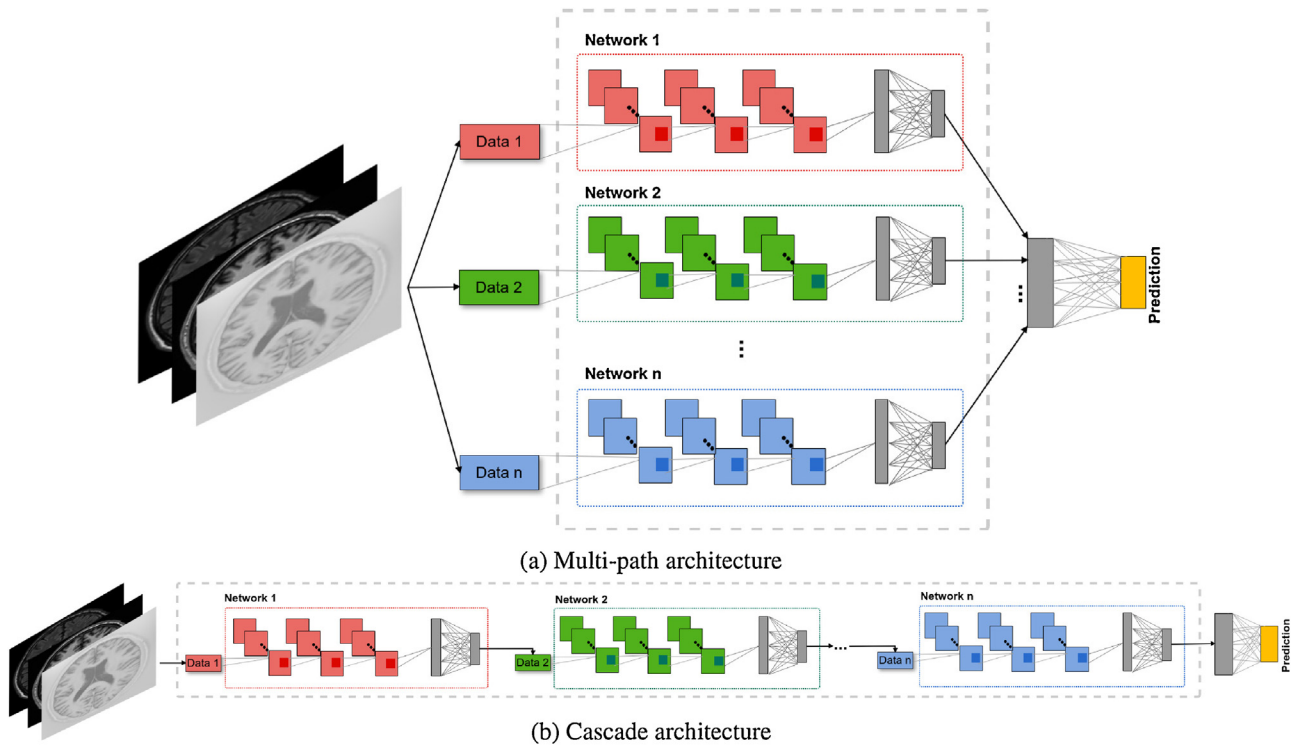 Network 1
Data 1
Network 2
Data 2
...
Prediction
...
Network n
Data n
(a) Multi-path architecture
Network 1
Network 2
Network n
Data 1
Data 2
...
Data n
Prediction
(b) Cascade architecture